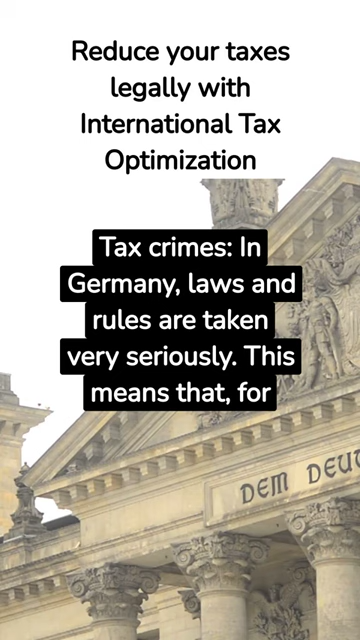 Reduce your taxes
legally with
International Tax
Optimization
Tax crimes: In
Germany, laws and
rules are taken
very seriously. This
means that, for
DEM DEU